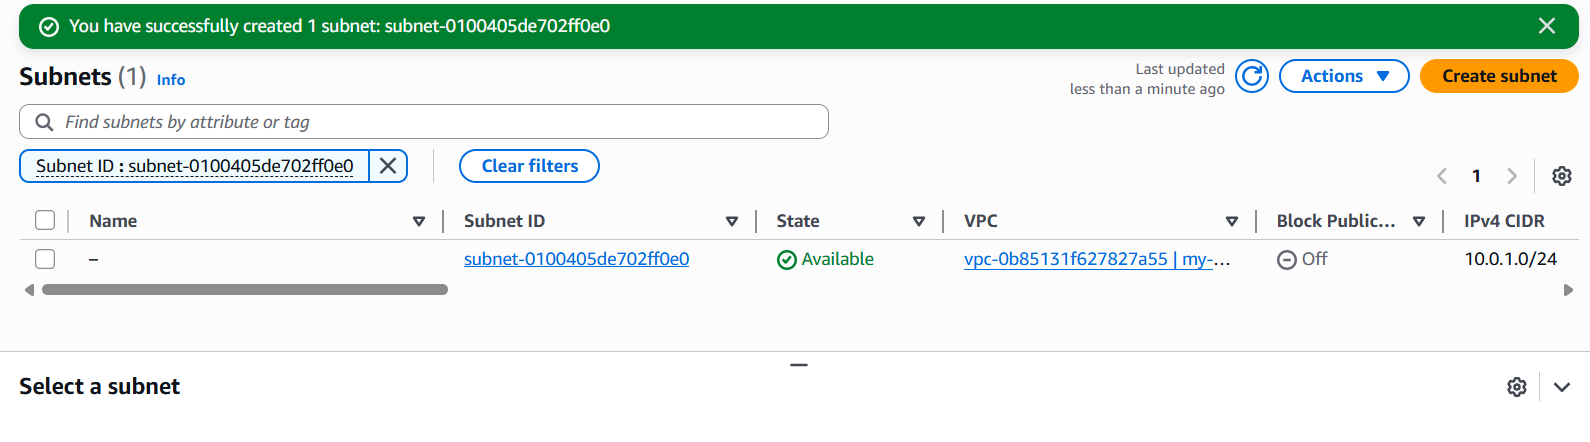 You have successfully created 1 subnet: subnet-0100405de702ff0e0
Subnets (1) Info
Last updated
less than a minute ago
Actions
Create subnet
Find subnets by attribute or tag
Subnet ID : subnet-0100405de702ff0e0
Clear filters
1
Name Subnet ID State VPC Block Public... IPv4 CIDR
– subnet-0100405de702ff0e0 Available vpc-0b85131f627827a55 | my-... Off 10.0.1.0/24
Select a subnet